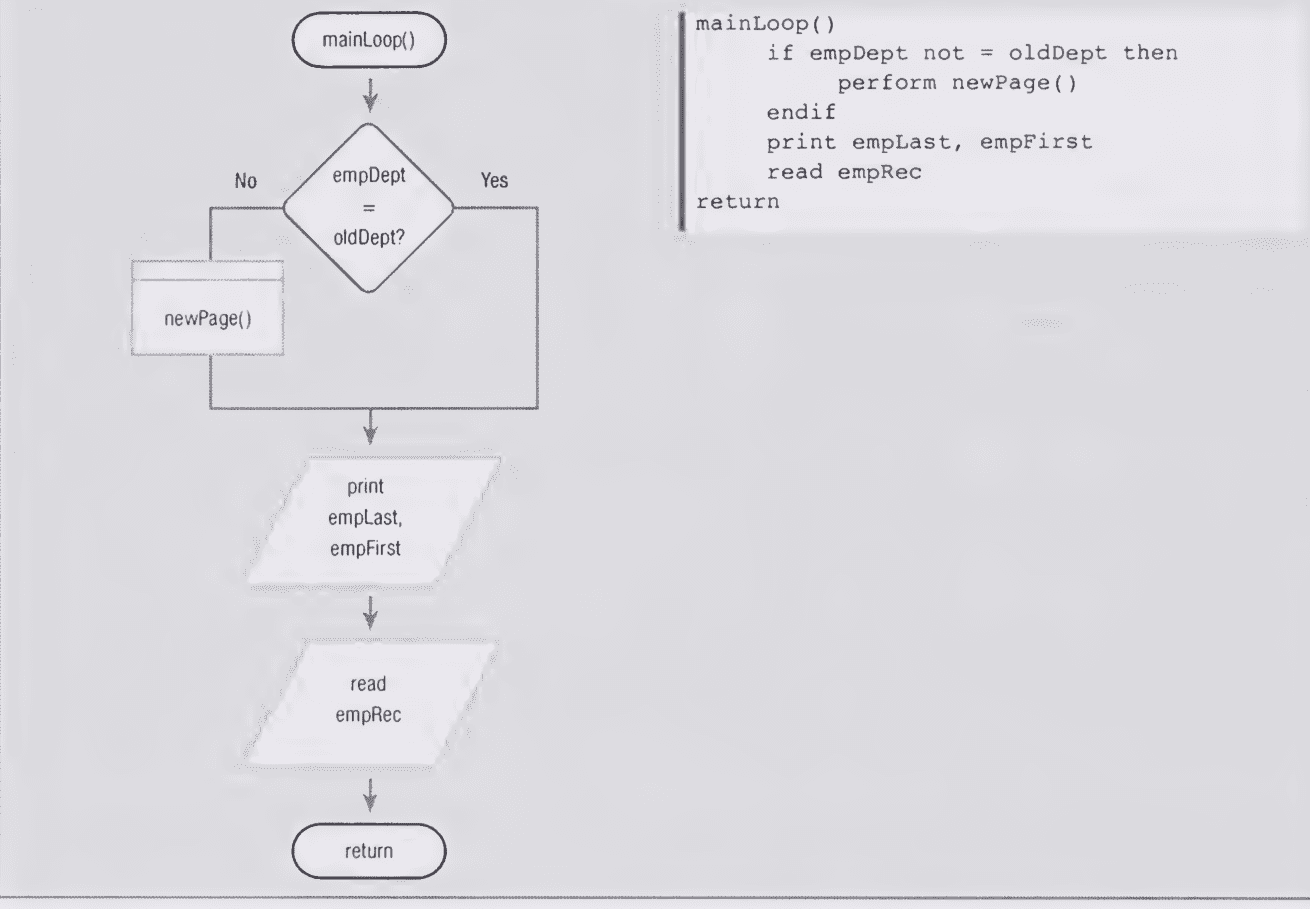 mainLoop()
empDept
=
oldDept?
No
Yes
newPage()
print
empLast,
empFirst
read
empRec
return
mainLoop()
if empDept not = oldDept then
perform newPage()
endif
print empLast, empFirst
read empRec
return